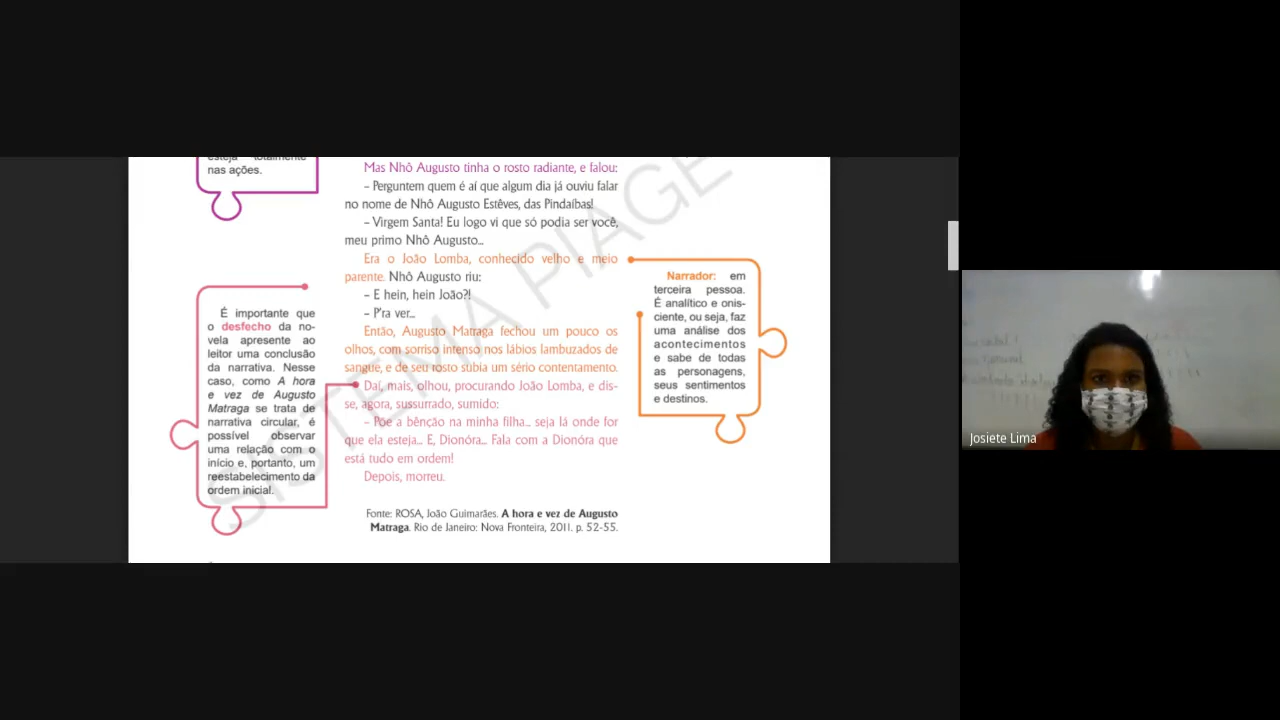 esteja totalmente
nas ações.
É importante que
o desfecho da no-
vela apresente ao
leitor uma conclusão
da narrativa. Nesse
caso, como A hora
e vez de Augusto
Matraga se trata de
narrativa circular, é
possível observar
uma relação com o
início e, portanto, um
reestabelecimento da
ordem inicial.
Mas Nhô Augusto tinha o rosto radiante, e falou:
– Perguntem quem é aí que algum dia já ouviu falar
no nome de Nhô Augusto Estêves, das Pindaíbas!
– Virgem Santa! Eu logo vi que só podia ser você,
meu primo Nhô Augusto...
Era o João Lomba, conhecido velho e meio
parente. Nhô Augusto riu:
– E hein, hein João?!
– P'ra ver...
Então, Augusto Matraga fechou um pouco os
olhos, com sorriso intenso nos lábios lambuzados de
sangue, e de seu rosto subia um sério contentamento.
Daí, mais, olhou, procurando João Lomba, e dis-
se, agora, sussurrado, sumido:
– Põe a bênção na minha filha... seja lá onde for
que ela esteja... E, Dionóra... Fala com a Dionóra que
está tudo em ordem!
Depois, morreu.
Fonte: ROSA, João Guimarães. A hora e vez de Augusto
Matraga. Rio de Janeiro: Nova Fronteira, 2011. p. 52-55.
Narrador: em
terceira pessoa.
É analítico e onis-
ciente, ou seja, faz
uma análise dos
acontecimentos
e sabe de todas
as personagens,
seus sentimentos
e destinos.
SISTEMA PIAGE
Josiete Lima